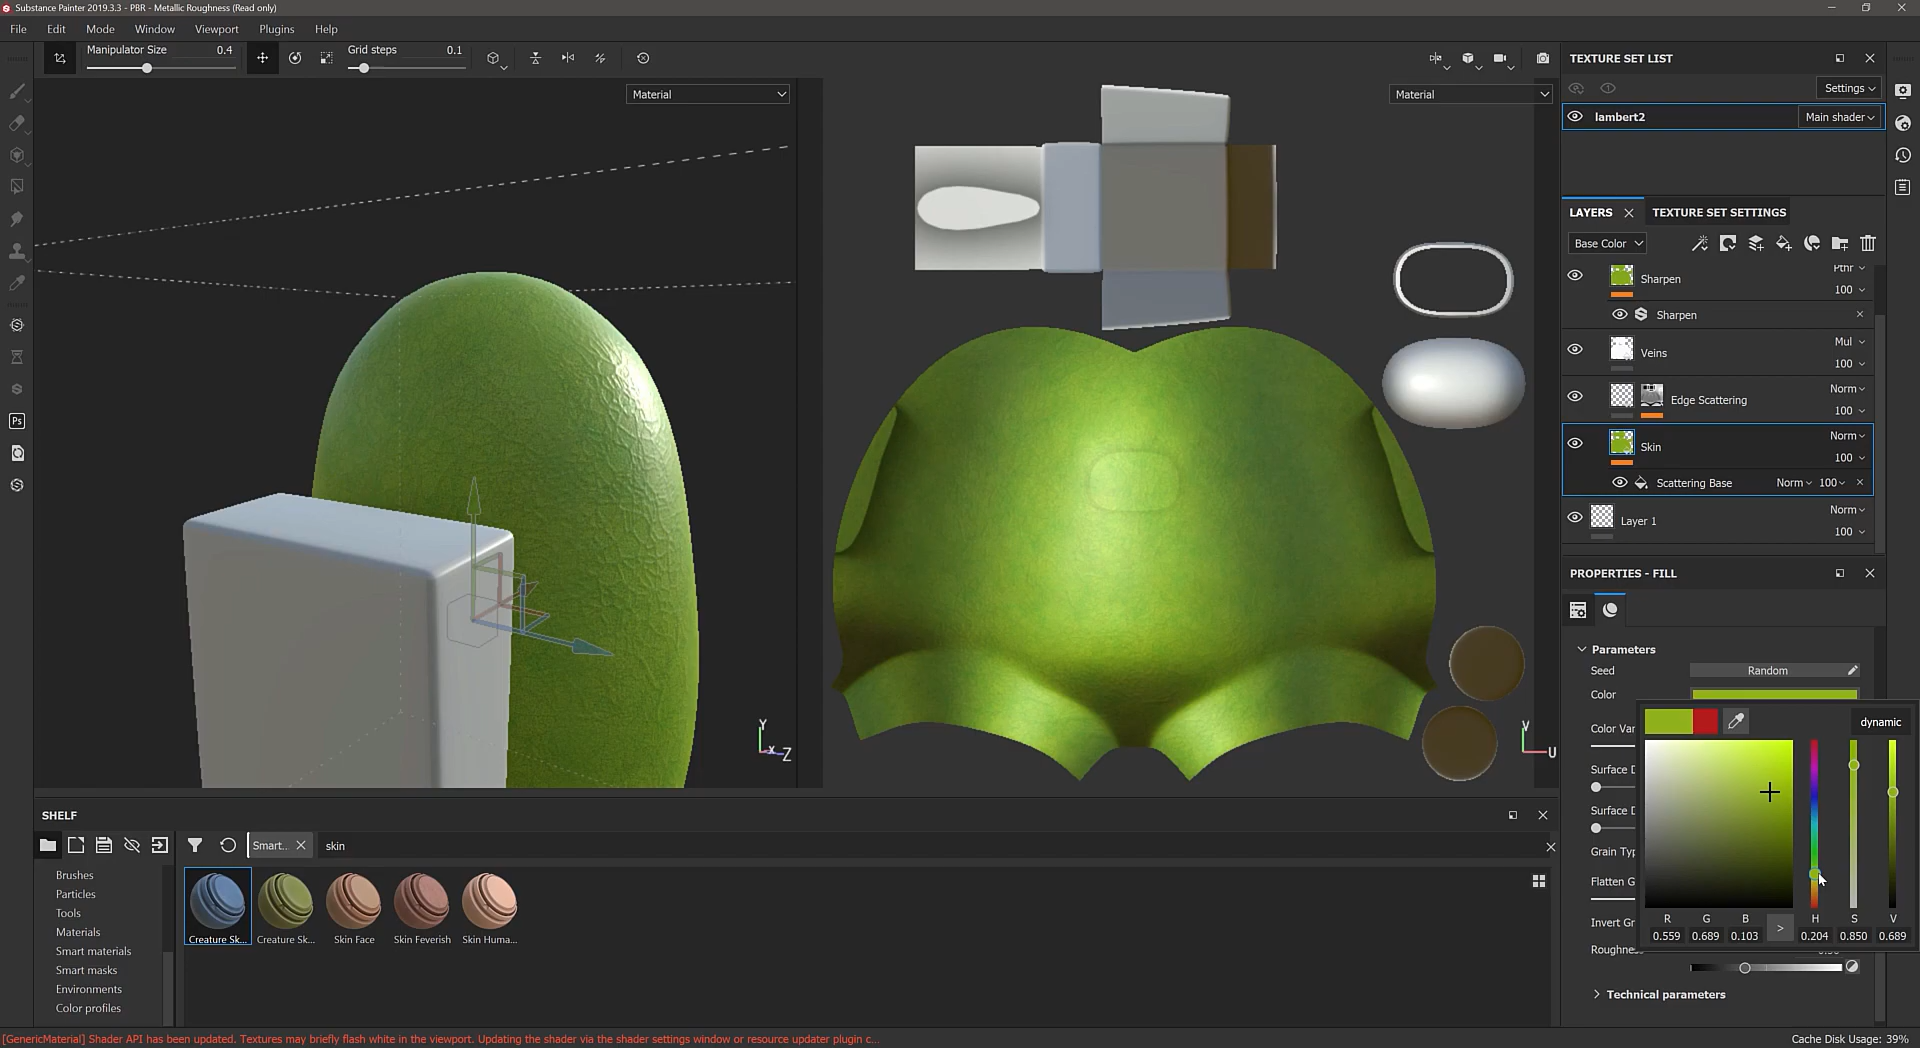 Substance Painter 2019.3.3 - PBR - Metallic Roughness (Read only)
File Edit Mode Window Viewport Plugins Help
Manipulator Size 0.4 Grid steps 0.1
Material
Material
TEXTURE SET LIST
Settings
lambert2 Main shader
LAYERS TEXTURE SET SETTINGS
Base Color
Sharpen Pthr
100
Sharpen
Veins Mul
100
Edge Scattering Norm
100
Skin Norm
100
Scattering Base Norm 100
Layer 1 Norm
100
PROPERTIES - FILL
Parameters
Seed Random
Color
Color Var
Surface D
Surface D
Grain Typ
Flatten G
Invert Gr
Roughnes
dynamic
R G B H S V
0.559 0.689 0.103 > 0.204 0.850 0.689
Technical parameters
Y
X Z
V
U
SHELF
Smart... skin
Brushes
Particles
Tools
Materials
Smart materials
Smart masks
Environments
Color profiles
Creature Sk... Creature Sk... Skin Face Skin Feverish Skin Huma...
Ps
[GenericMaterial] Shader API has been updated. Textures may briefly flash white in the viewport. Updating the shader via the shader settings window or resource updater plugin c...
Cache Disk Usage: 39%